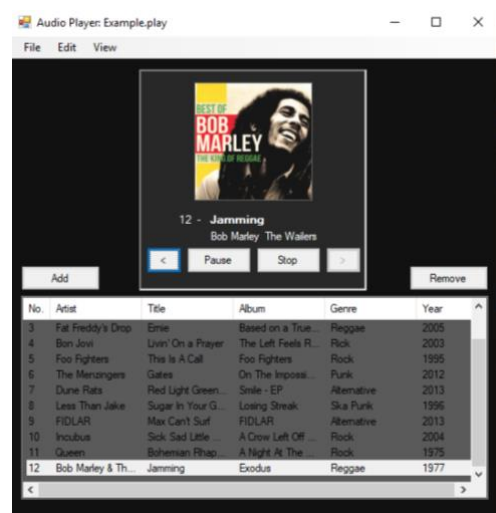 Audio Player: Example.play
File Edit View
BEST OF
BOB
MARLEY
THE KING OF REGGAE
12 - Jamming
Bob Marley The Wailers
< Pause Stop >
Add Remove
No. Artist Title Album Genre Year
3 Fat Freddy's Drop Ernie Based on a True... Reggae 2005
4 Bon Jovi Livin' On a Prayer The Left Feels R... Rick 2003
5 Foo Fighters This Is A Call Foo Fighters Rock 1995
6 The Menzingers Gates On The Impossi... Punk 2012
7 Dune Rats Red Light Green... Smile - EP Alternative 2013
8 Less Than Jake Sugar In Your G... Losing Streak Ska Punk 1996
9 FIDLAR Max Can't Surf FIDLAR Alternative 2013
10 Incubus Sick Sad Little ... A Crow Left Off ... Rock 2004
11 Queen Bohemian Rhap... A Night At The ... Rock 1975
12 Bob Marley & Th... Jamming Exodus Reggae 1977